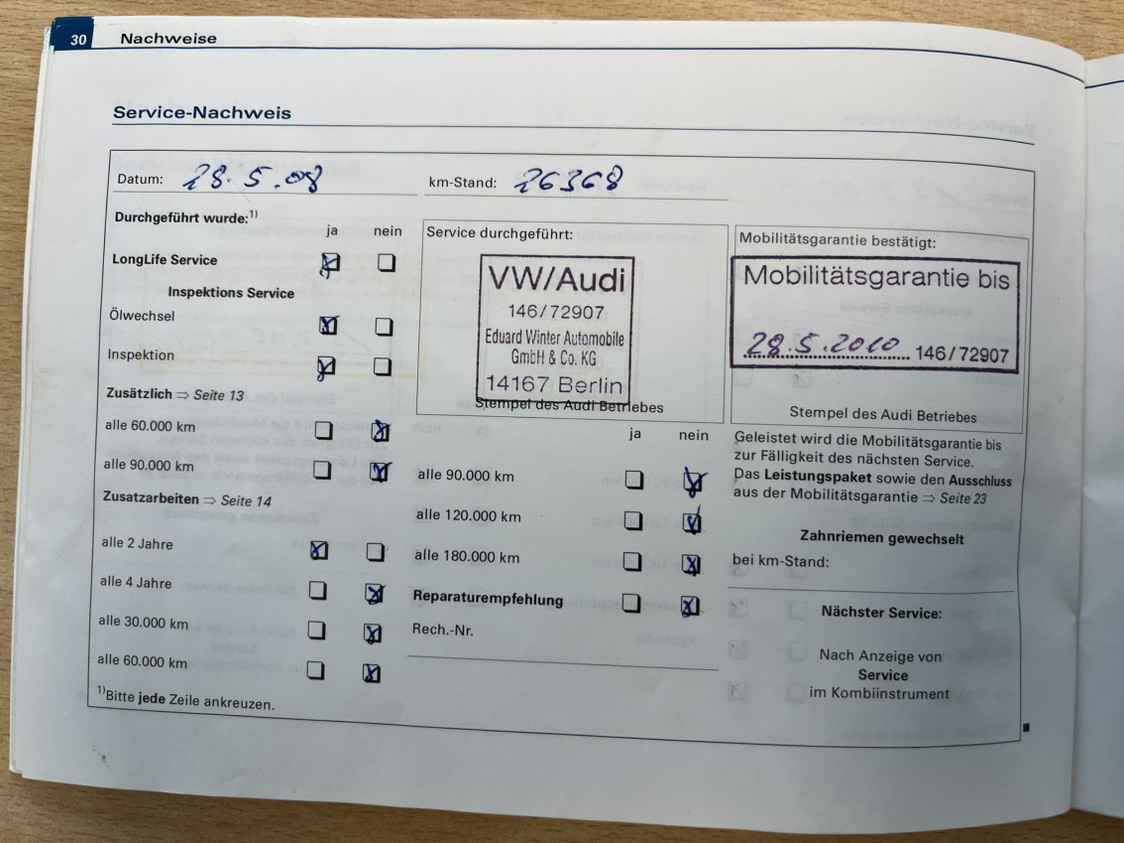 30 Nachweise
Service-Nachweis
Datum: 28.5.08
km-Stand: 26368
Durchgeführt wurde:1)
ja nein
LongLife Service
Inspektions Service
Ölwechsel
Inspektion
Zusätzlich ⇒ Seite 13
alle 60.000 km
alle 90.000 km
Zusatzarbeiten ⇒ Seite 14
alle 2 Jahre
alle 4 Jahre
alle 30.000 km
alle 60.000 km
1)Bitte jede Zeile ankreuzen.
Service durchgeführt:
VW/Audi
146/72907
Eduard Winter Automobile
GmbH & Co. KG
14167 Berlin
Stempel des Audi Betriebes
ja nein
alle 90.000 km
alle 120.000 km
alle 180.000 km
Reparaturempfehlung
Rech.-Nr.
Mobilitätsgarantie bestätigt:
Mobilitätsgarantie bis
28.5.2010 146/72907
Stempel des Audi Betriebes
Geleistet wird die Mobilitätsgarantie bis
zur Fälligkeit des nächsten Service.
Das Leistungspaket sowie den Ausschluss
aus der Mobilitätsgarantie ⇒ Seite 23
Zahnriemen gewechselt
bei km-Stand:
Nächster Service:
Nach Anzeige von
Service
im Kombiinstrument